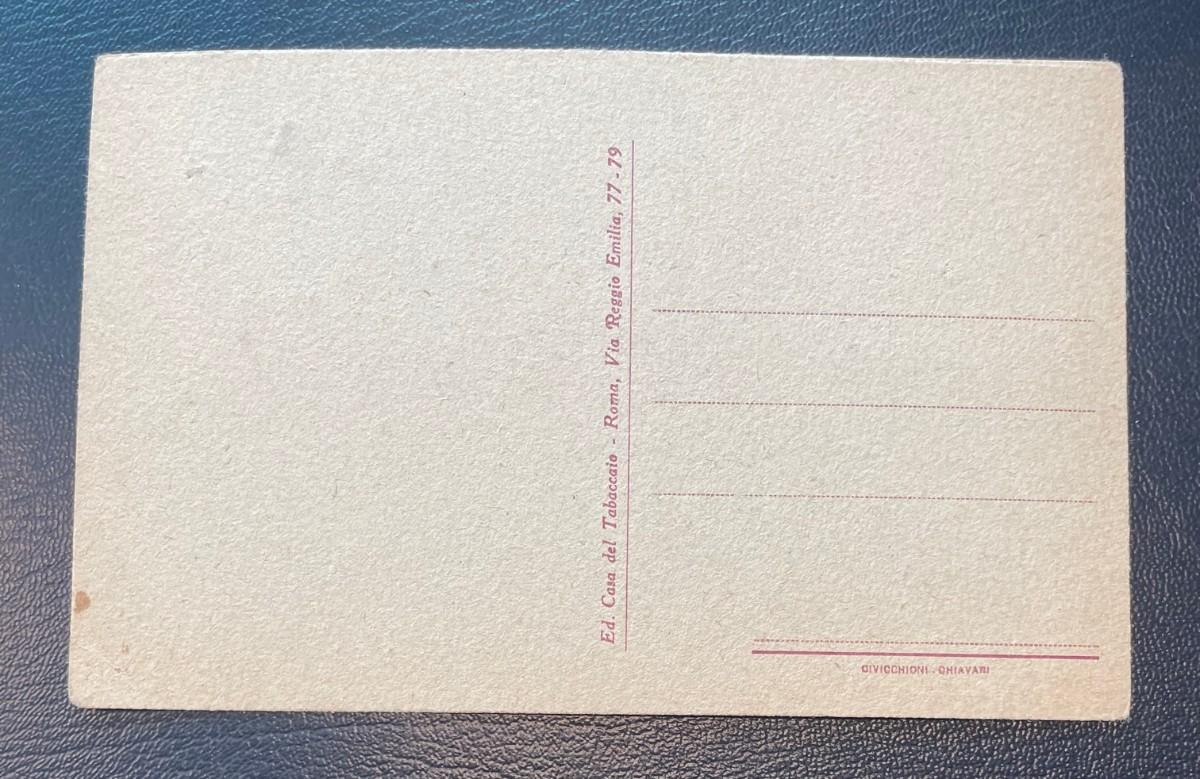 Ed. Casa del Tabaccaio - Roma, Via Reggio Emilia, 77 - 79
CIVICCHIONI - CHIAVARI